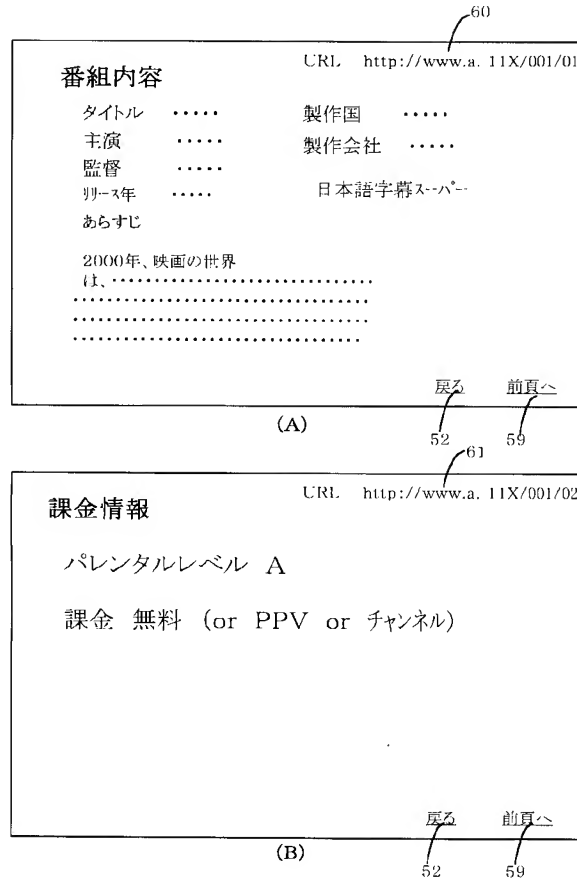 60
URL http://www.a. 11X/001/01
番組内容
タイトル ・・・・・ 製作国 ・・・・・
主演 ・・・・・ 製作会社 ・・・・・
監督 ・・・・・
リリース年 ・・・・・ 日本語字幕スーパー
あらすじ
2000年、映画の世界
は、・・・・・・・・・・・・・・・・・・・・・・・・・・・・・・
・・・・・・・・・・・・・・・・・・・・・・・・・・・・・・・・・・
・・・・・・・・・・・・・・・・・・・・・・・・・・・・・・・・・・
・・・・・・・・・・・・・・・・・・・・・・・・・・・・・・・・・
戻る 前頁へ
(A)
52 59
61
URL http://www.a. 11X/001/02
課金情報
パレンタルレベル A
課金 無料 (or PPV or チャンネル)
戻る 前頁へ
(B)
52 59